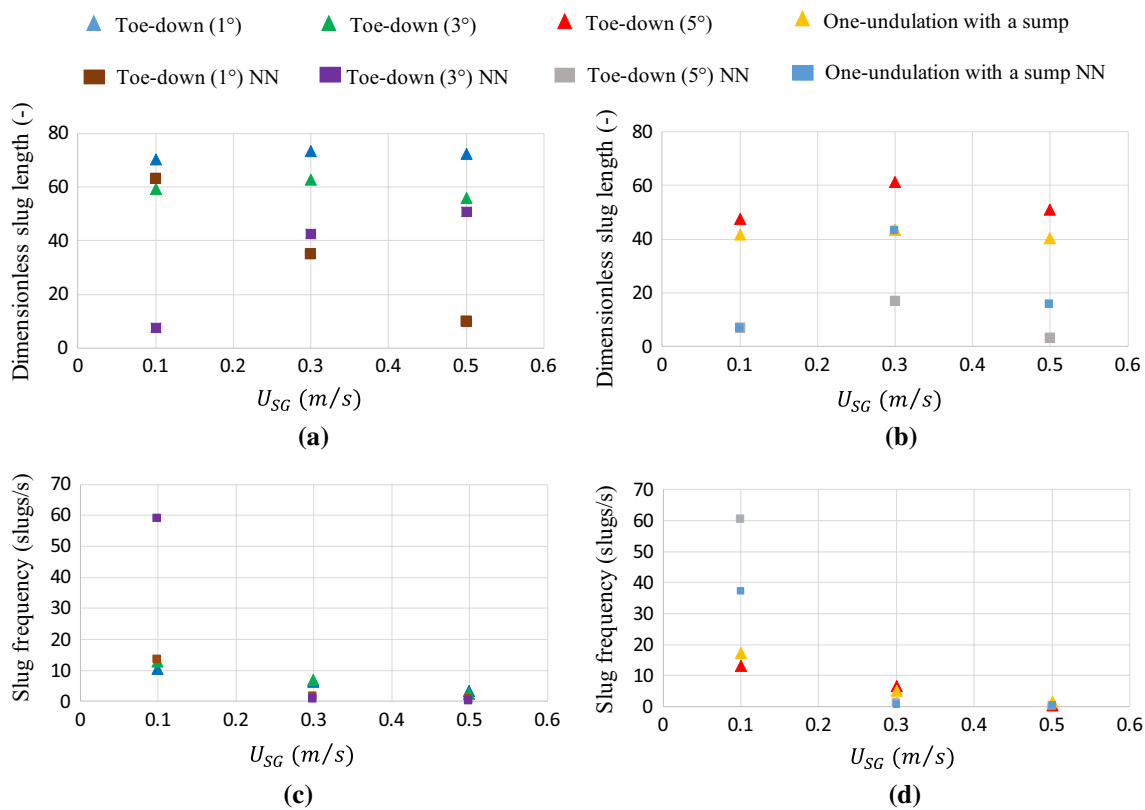 Toe-down (1°) Toe-down (3°) Toe-down (5°) One-undulation with a sump
Toe-down (1°) NN Toe-down (3°) NN Toe-down (5°) NN One-undulation with a sump NN
Dimensionless slug length (-)
80
60
40
20
0
0 0.1 0.2 0.3 0.4 0.5 0.6
U_SG (m/s)
(a)
Dimensionless slug length (-)
80
60
40
20
0
0 0.1 0.2 0.3 0.4 0.5 0.6
U_SG (m/s)
(b)
Slug frequency (slugs/s)
70
60
50
40
30
20
10
0
0 0.1 0.2 0.3 0.4 0.5 0.6
U_SG (m/s)
(c)
Slug frequency (slugs/s)
70
60
50
40
30
20
10
0
0 0.1 0.2 0.3 0.4 0.5 0.6
U_SG (m/s)
(d)